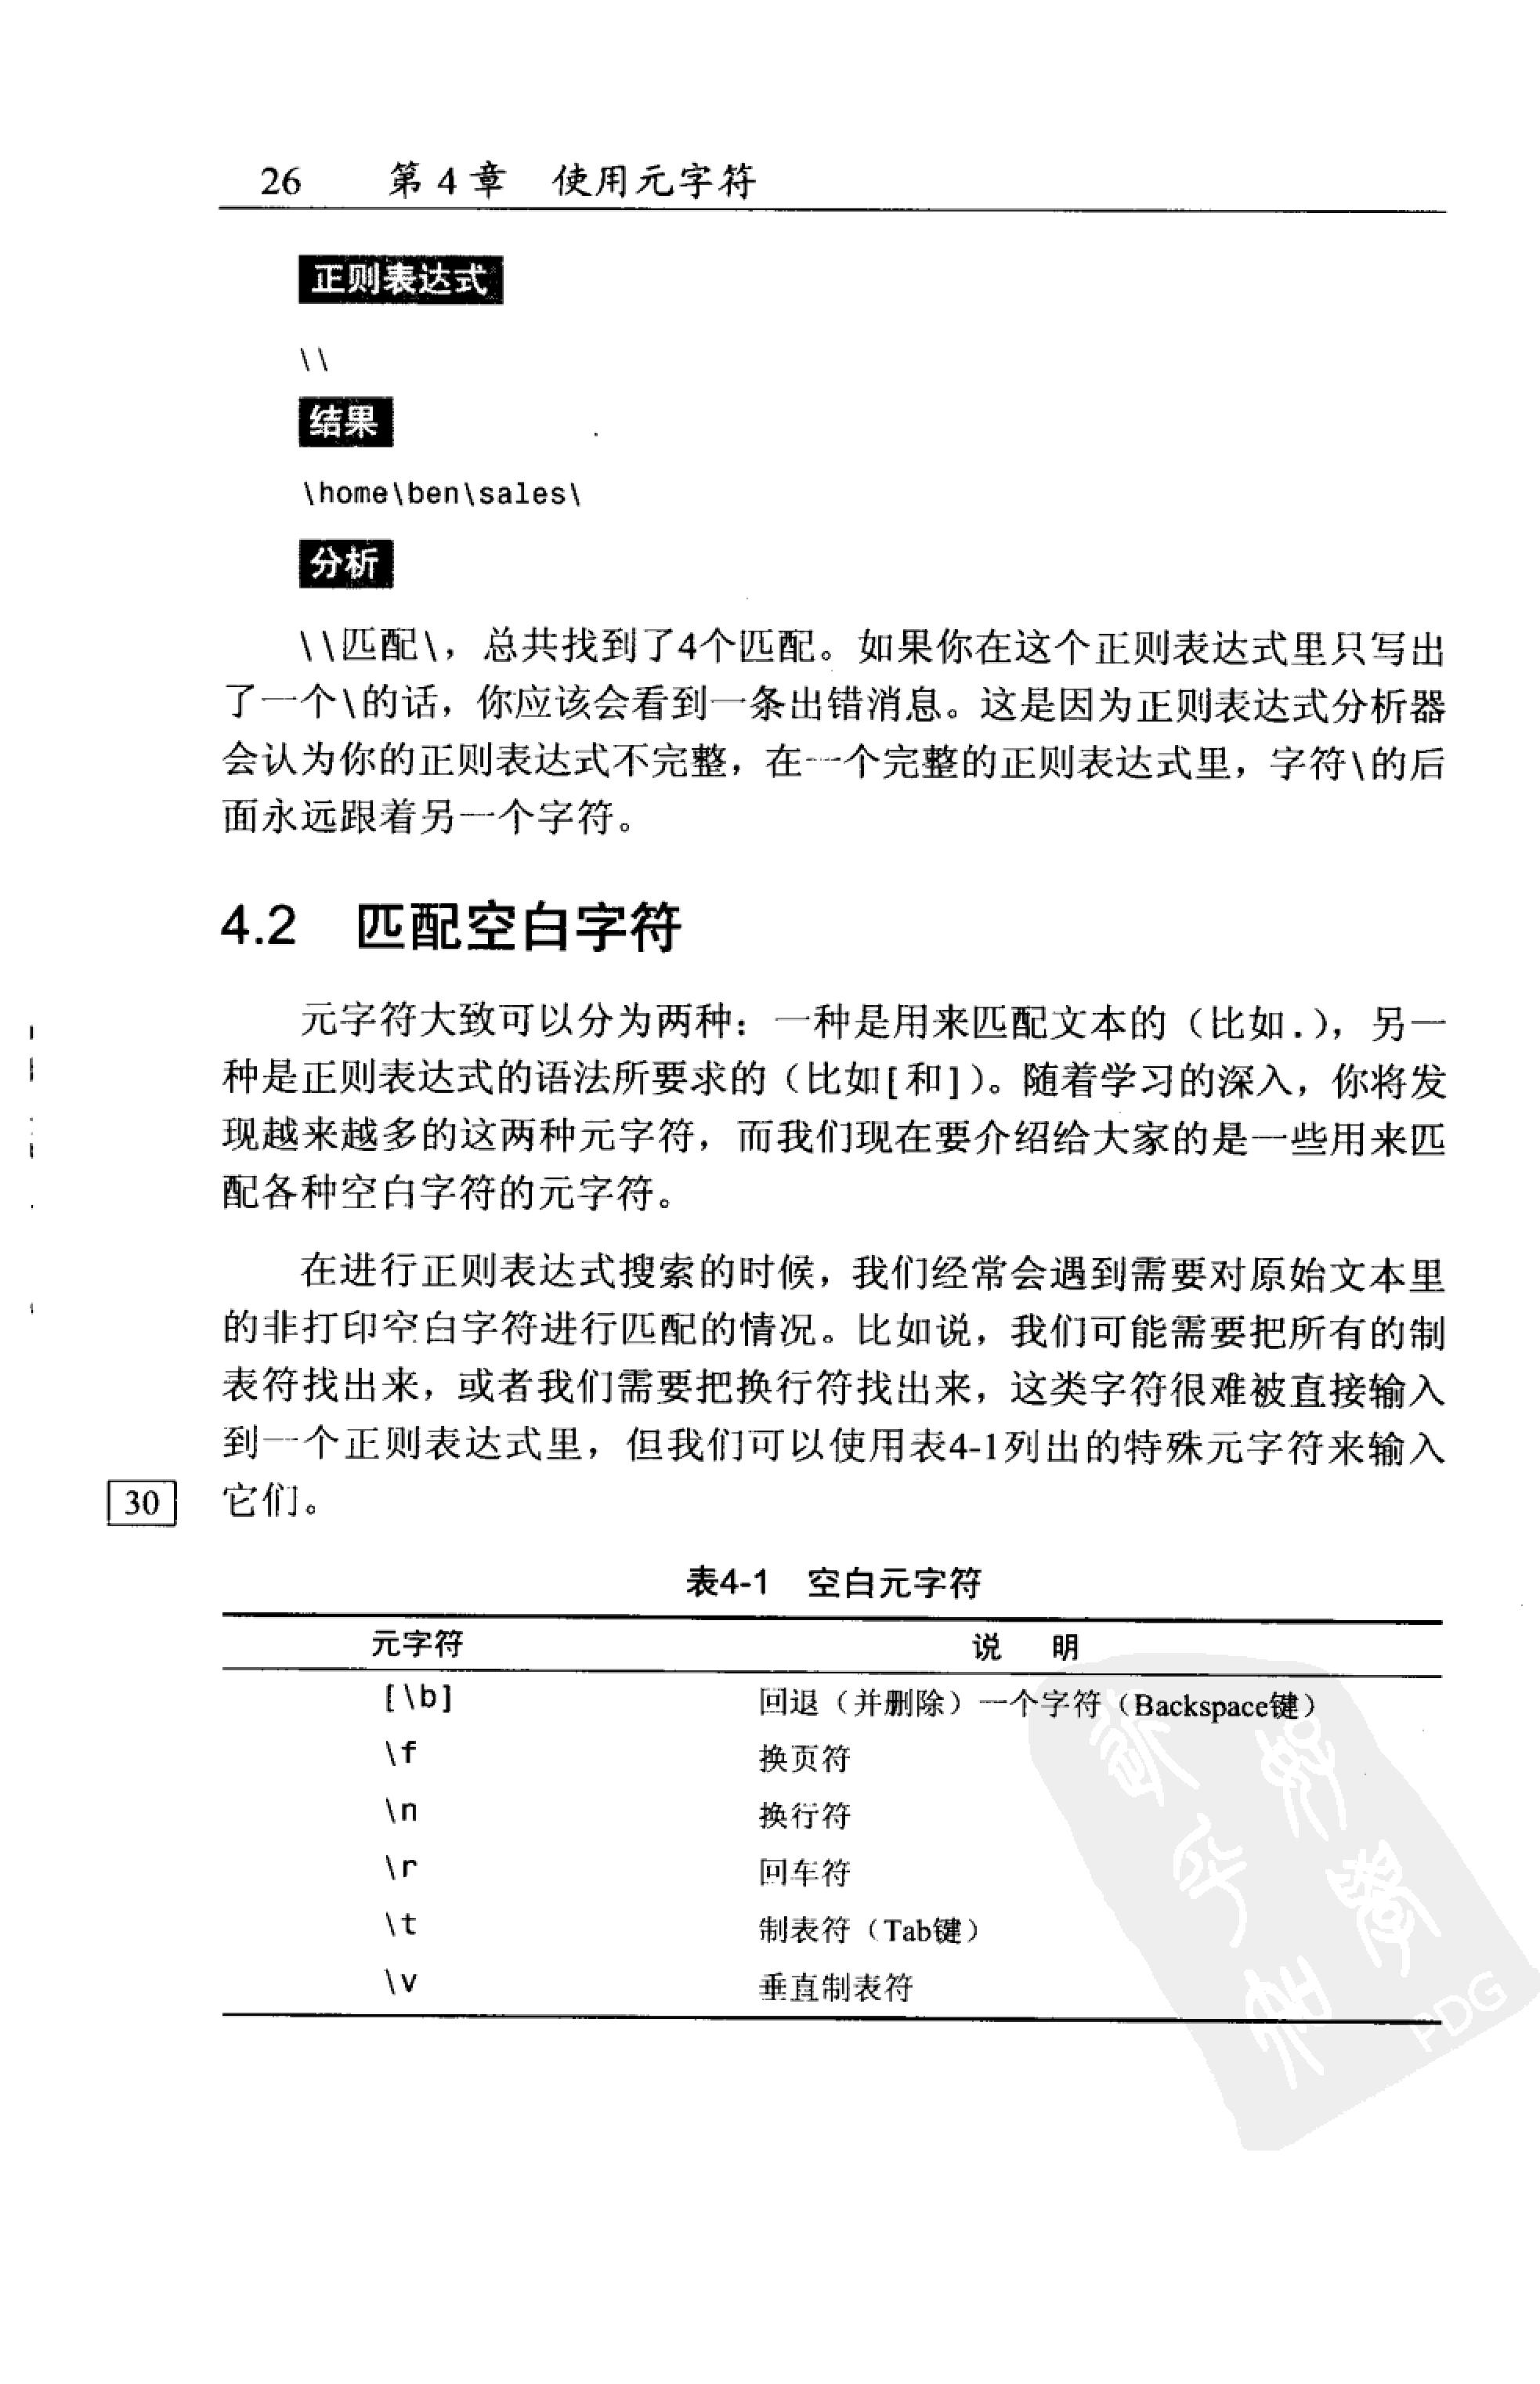 26 第 4 章 使用元字符
正则表达式
\\
结果
\home\ben\sales\
分析
\\匹配\，总共找到了4个匹配。如果你在这个正则表达式里只写出
了一个\的话，你应该会看到一条出错消息。这是因为正则表达式分析器
会认为你的正则表达式不完整，在一个完整的正则表达式里，字符\的后
面永远跟着另一个字符。
4.2 匹配空白字符
元字符大致可以分为两种：一种是用来匹配文本的（比如.），另一
种是正则表达式的语法所要求的（比如[和]）。随着学习的深入，你将发
现越来越多的这两种元字符，而我们现在要介绍给大家的是一些用来匹
配各种空白字符的元字符。
在进行正则表达式搜索的时候，我们经常会遇到需要对原始文本里
的非打印空白字符进行匹配的情况。比如说，我们可能需要把所有的制
表符找出来，或者我们需要把换行符找出来，这类字符很难被直接输入
到一个正则表达式里，但我们可以使用表4-1列出的特殊元字符来输入
30 它们。
表4-1 空白元字符
元字符 说 明
[\b] 回退（并删除）一个字符（Backspace键）
\f 换页符
\n 换行符
\r 回车符
\t 制表符（Tab键）
\v 垂直制表符
PDG